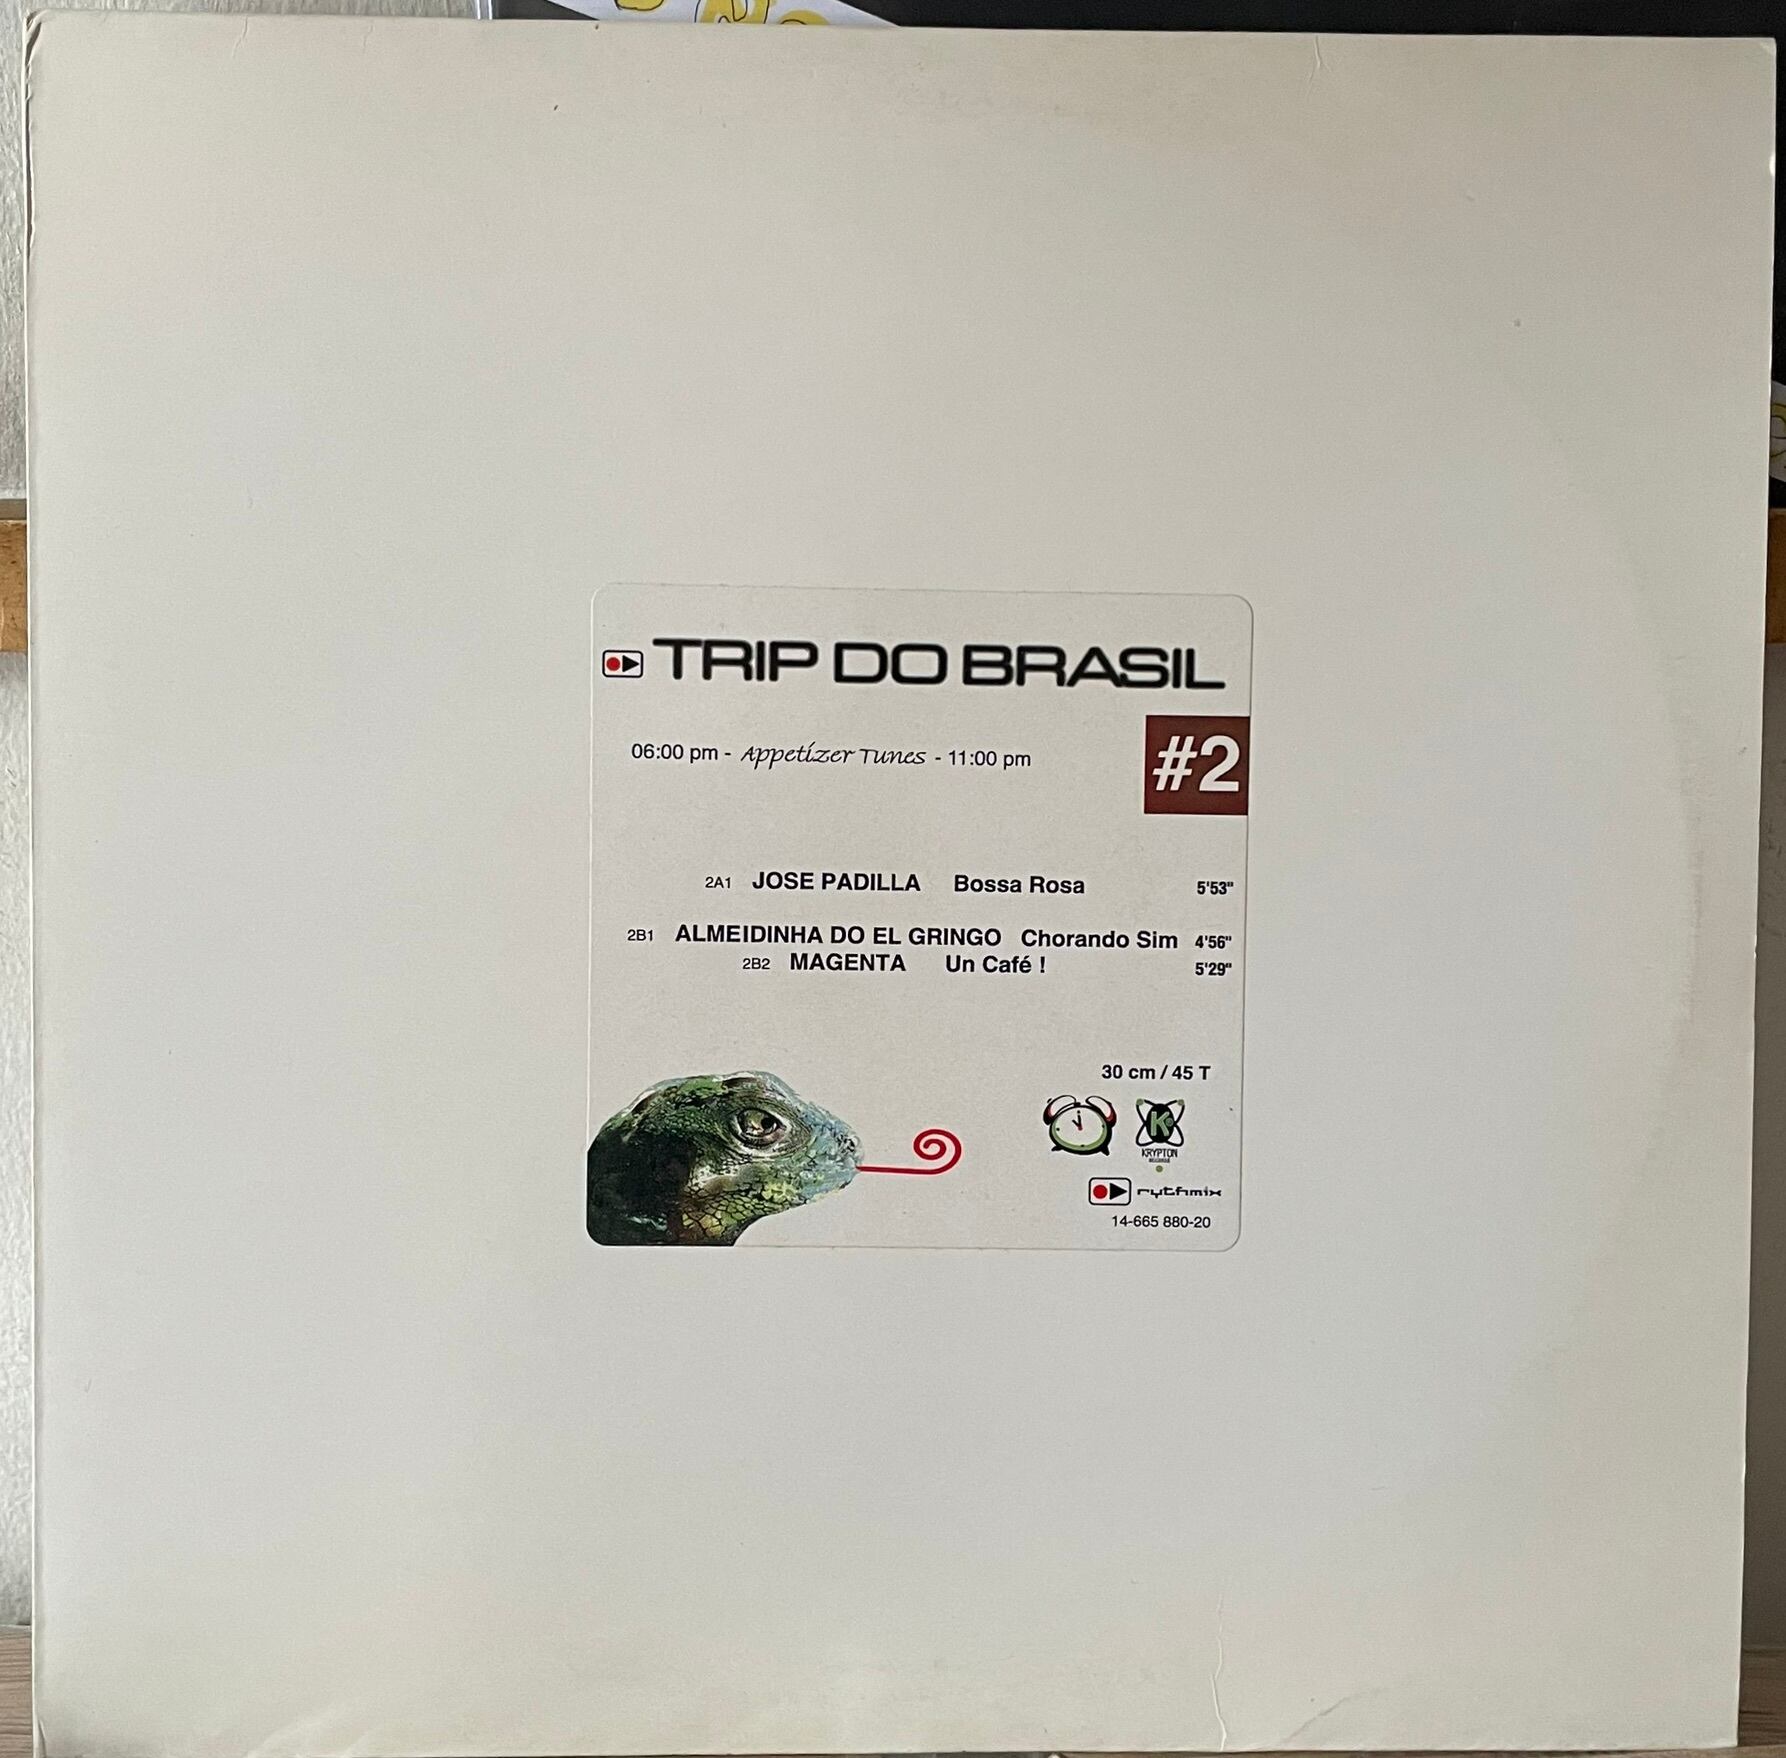 TRIP DO BRASIL
06:00 pm - Appetizer Tunes - 11:00 pm
#2
2A1 JOSE PADILLA Bossa Rosa 5'53"
2B1 ALMEIDINHA DO EL GRINGO Chorando Sim 4'56"
2B2 MAGENTA Un Café ! 5'29"
30 cm / 45 T
K
KRYPTON
rythmix
14-665 880-20